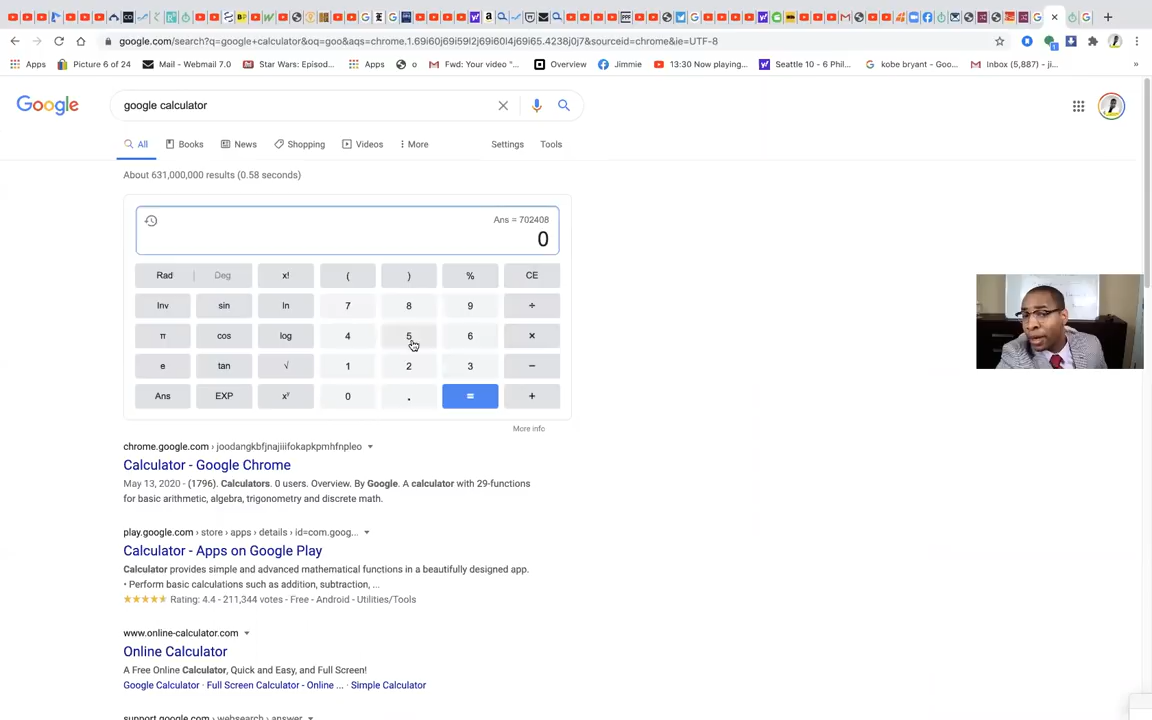 google.com/search?q=google+calculator&oq=goo&aqs=chrome.1.69i60j69i59l2j69i60l4j69i65.4238j0j7&sourceid=chrome&ie=UTF-8
Apps Picture 6 of 24 Mail - Webmail 7.0 Star Wars: Episod... Apps o Fwd: Your video "... Overview Jimmie 13:30 Now playing... Seattle 10 - 6 Phil... kobe bryant - Goo... Inbox (5,887) - ji... »
Google google calculator
All Books News Shopping Videos More Settings Tools
About 631,000,000 results (0.58 seconds)
Ans = 702408
0
Rad Deg x! ( ) % CE
Inv sin ln 7 8 9 ÷
π cos log 4 5 6 ×
e tan √ 1 2 3 −
Ans EXP xʸ 0 . = +
More info
chrome.google.com › joodangkbfjnajiiifokapkpmhfnpleo
Calculator - Google Chrome
May 13, 2020 - (1796). Calculators. 0 users. Overview. By Google. A calculator with 29-functions
for basic arithmetic, algebra, trigonometry and discrete math.
play.google.com › store › apps › details › id=com.goog...
Calculator - Apps on Google Play
Calculator provides simple and advanced mathematical functions in a beautifully designed app.
• Perform basic calculations such as addition, subtraction, ...
Rating: 4.4 - 211,344 votes - Free - Android - Utilities/Tools
www.online-calculator.com
Online Calculator
A Free Online Calculator, Quick and Easy, and Full Screen!
Google Calculator · Full Screen Calculator - Online ... · Simple Calculator
support.google.com › websearch › answer